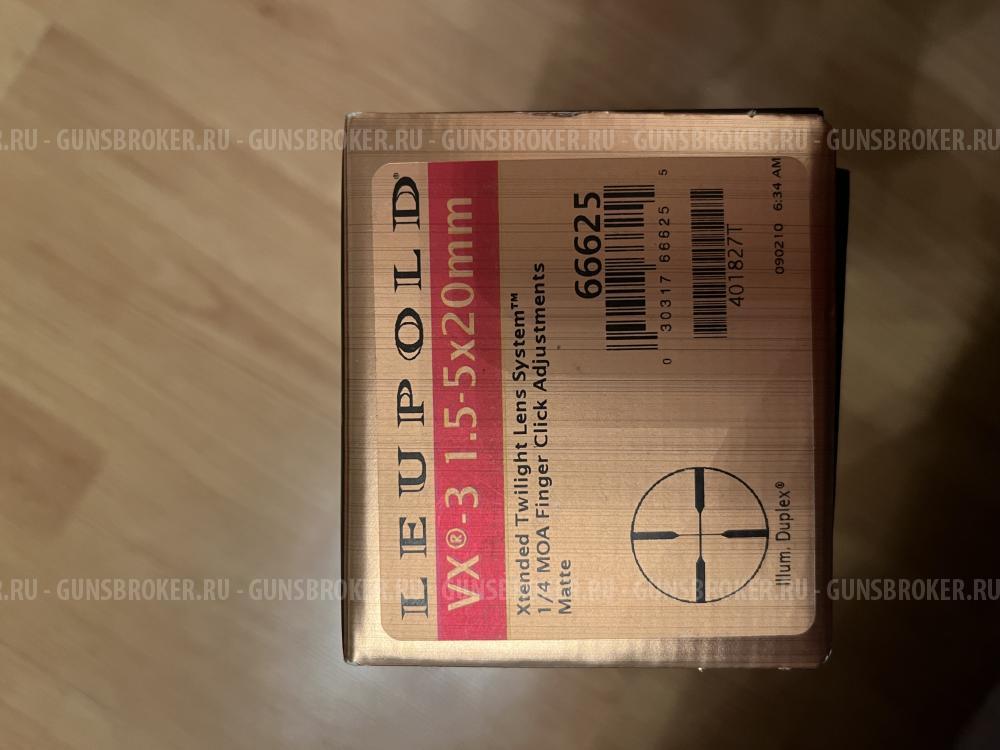 LEUPOLD®
VX®-3 1.5-5x20mm
Xtended Twilight Lens System™
1/4 MOA Finger Click Adjustments
Matte
66625
0 30317 66625 5
401827T
090210 6:34 AM
Illum. Duplex®
.RU - GUNSBROKER.RU - GUNSBROKER.RU - GUNSBROKER.RU - GUNSBROKER.RU - GUNSBROKER.RU
.RU - GUNSBROKER.RU - GUNSBROKER.RU - GUNSBROKER.RU - GUNSBROKER.RU - GUNSBROKER.RU